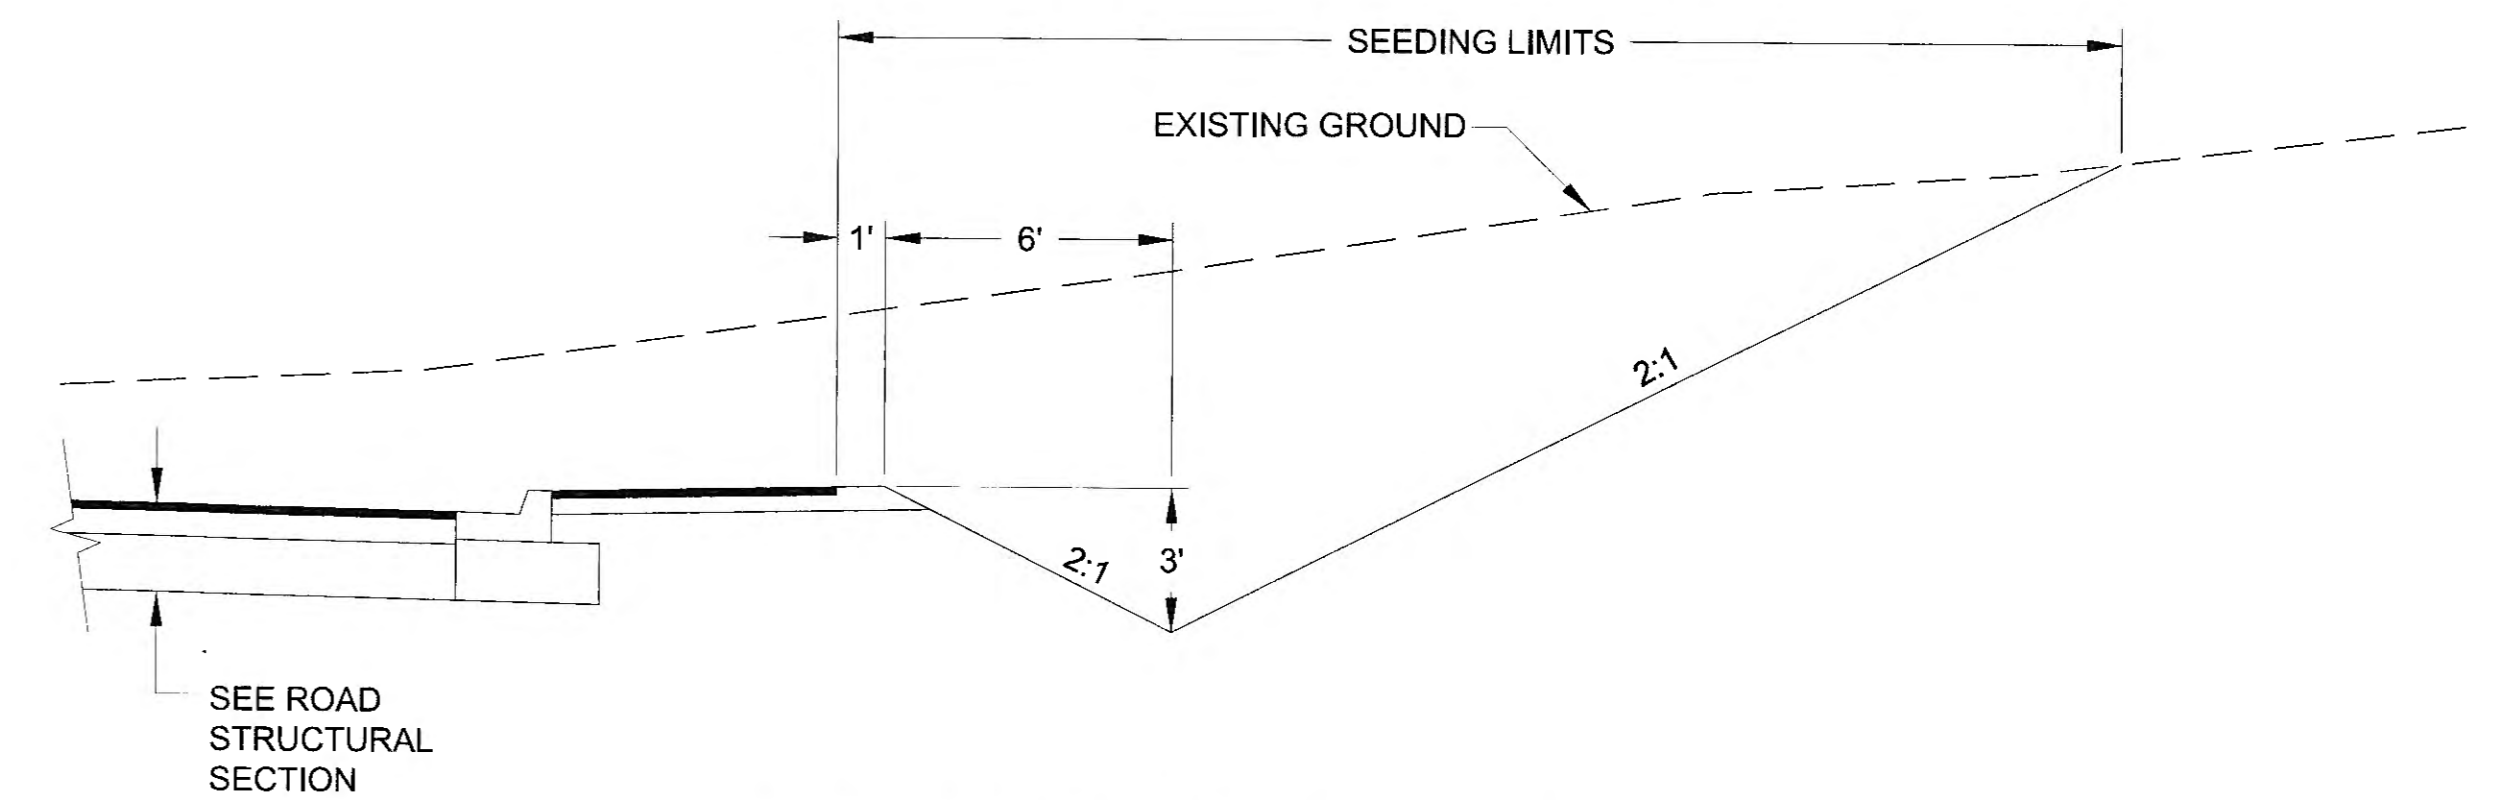 SEEDING LIMITS
EXISTING GROUND
1'
6'
2:1
2:1
3'
SEE ROAD
STRUCTURAL
SECTION